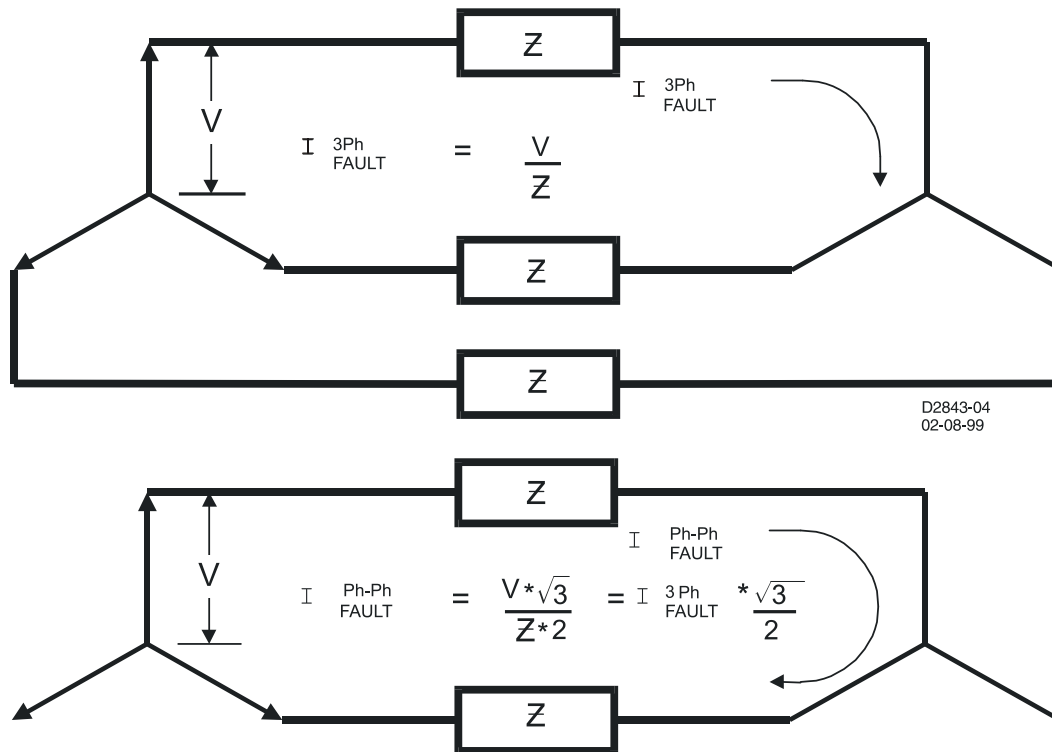 Ƶ
I 3Ph
FAULT
V
I 3Ph
FAULT = V
Ƶ
Ƶ
Ƶ
D2843-04
02-08-99
Ƶ
I Ph-Ph
FAULT
V
I Ph-Ph
FAULT = V*√3
Ƶ*2 = I 3 Ph
FAULT * √3
2
Ƶ